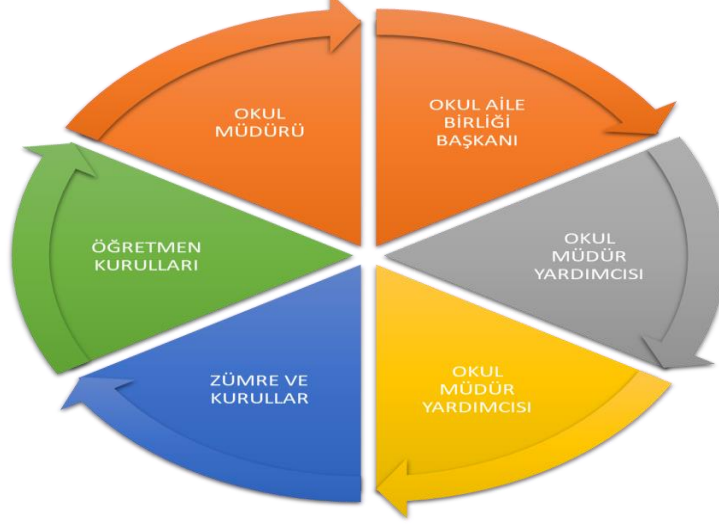 OKUL
MÜDÜRÜ
OKUL AİLE
BİRLİĞİ
BAŞKANI
OKUL
MÜDÜR
YARDIMCISI
OKUL
MÜDÜR
YARDIMCISI
ZÜMRE VE
KURULLAR
ÖĞRETMEN
KURULLARI